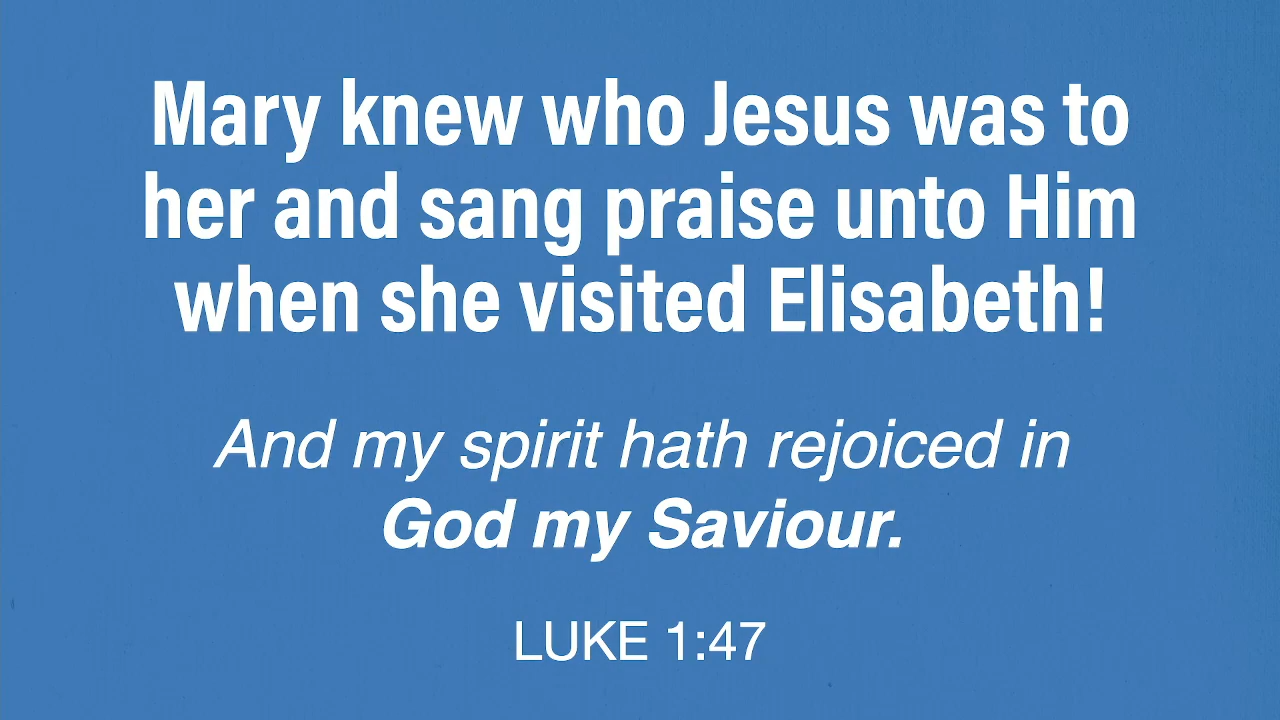 Mary knew who Jesus was to
her and sang praise unto Him
when she visited Elisabeth!
And my spirit hath rejoiced in
God my Saviour.
LUKE 1:47